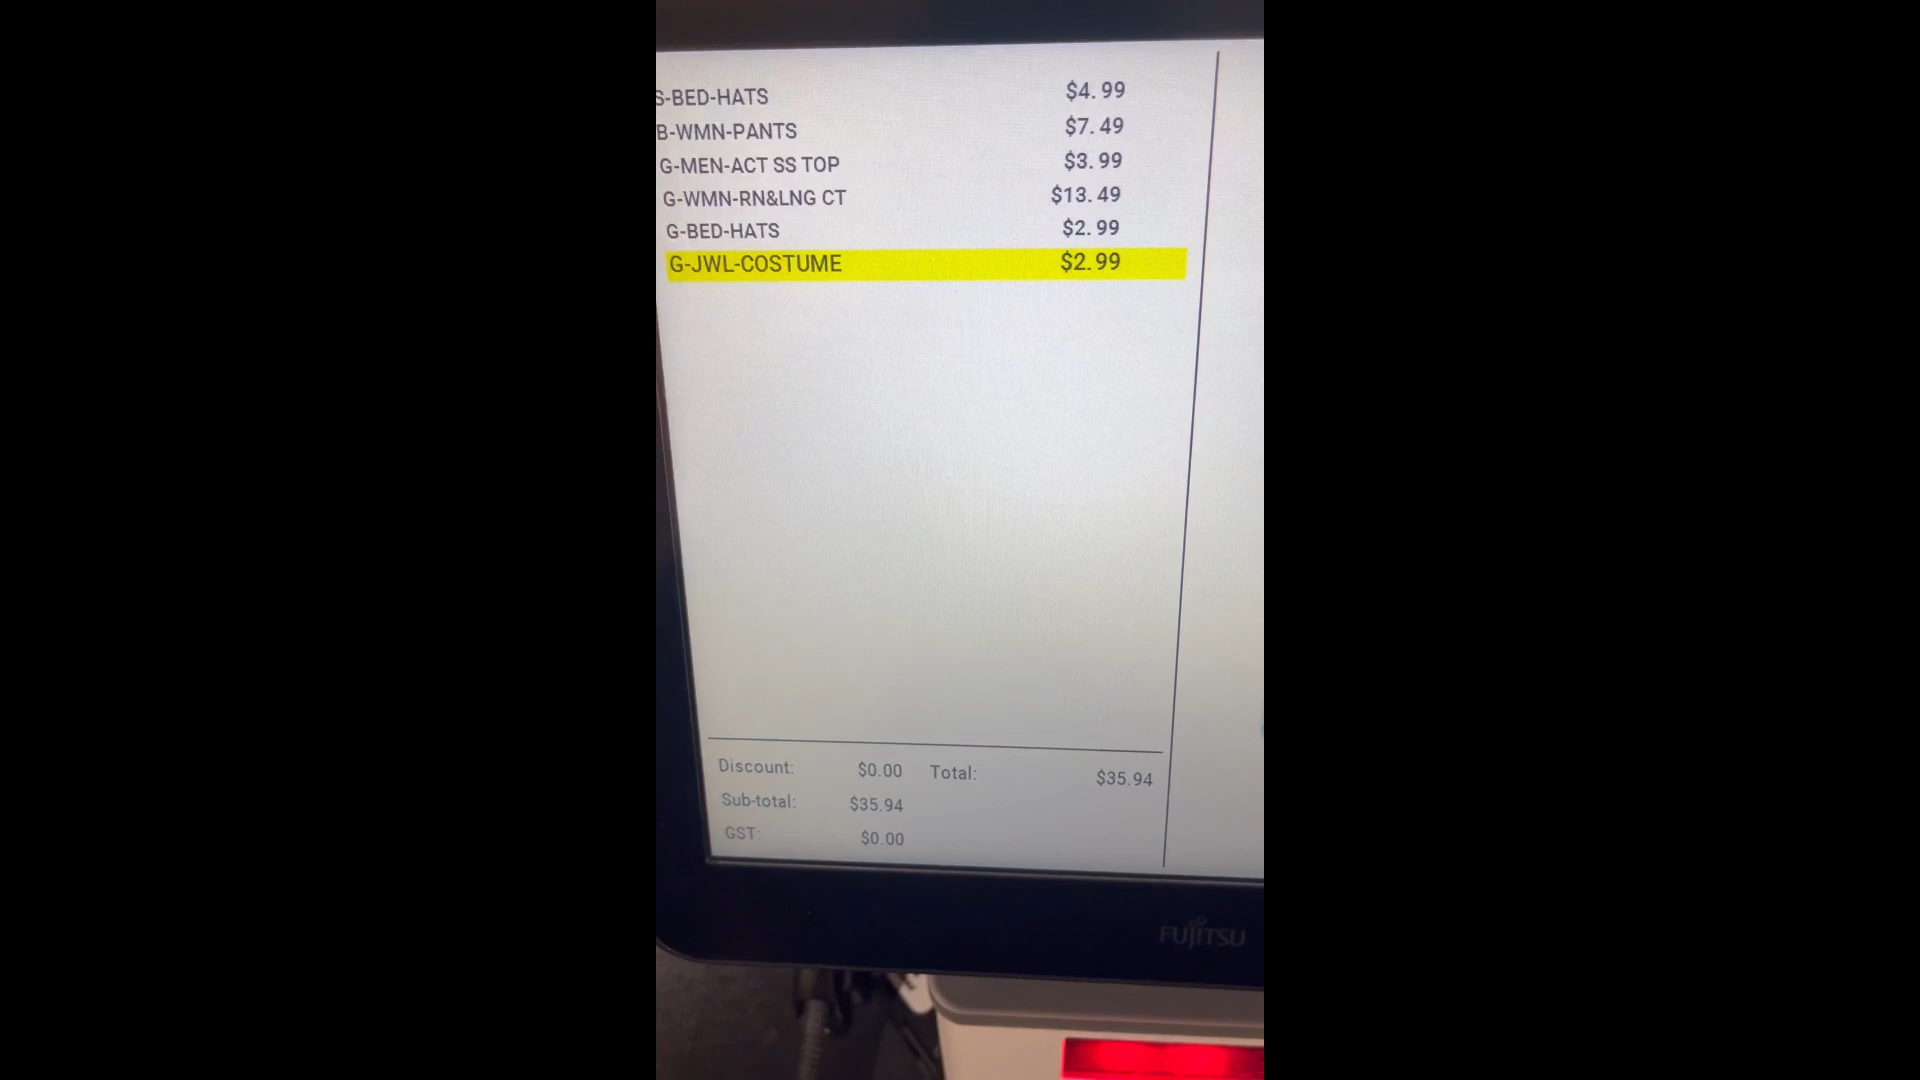 S-BED-HATS $4.99
B-WMN-PANTS $7.49
G-MEN-ACT SS TOP $3.99
G-WMN-RN&LNG CT $13.49
G-BED-HATS $2.99
G-JWL-COSTUME $2.99
Discount: $0.00 Total: $35.94
Sub-total: $35.94
GST: $0.00
FUJITSU